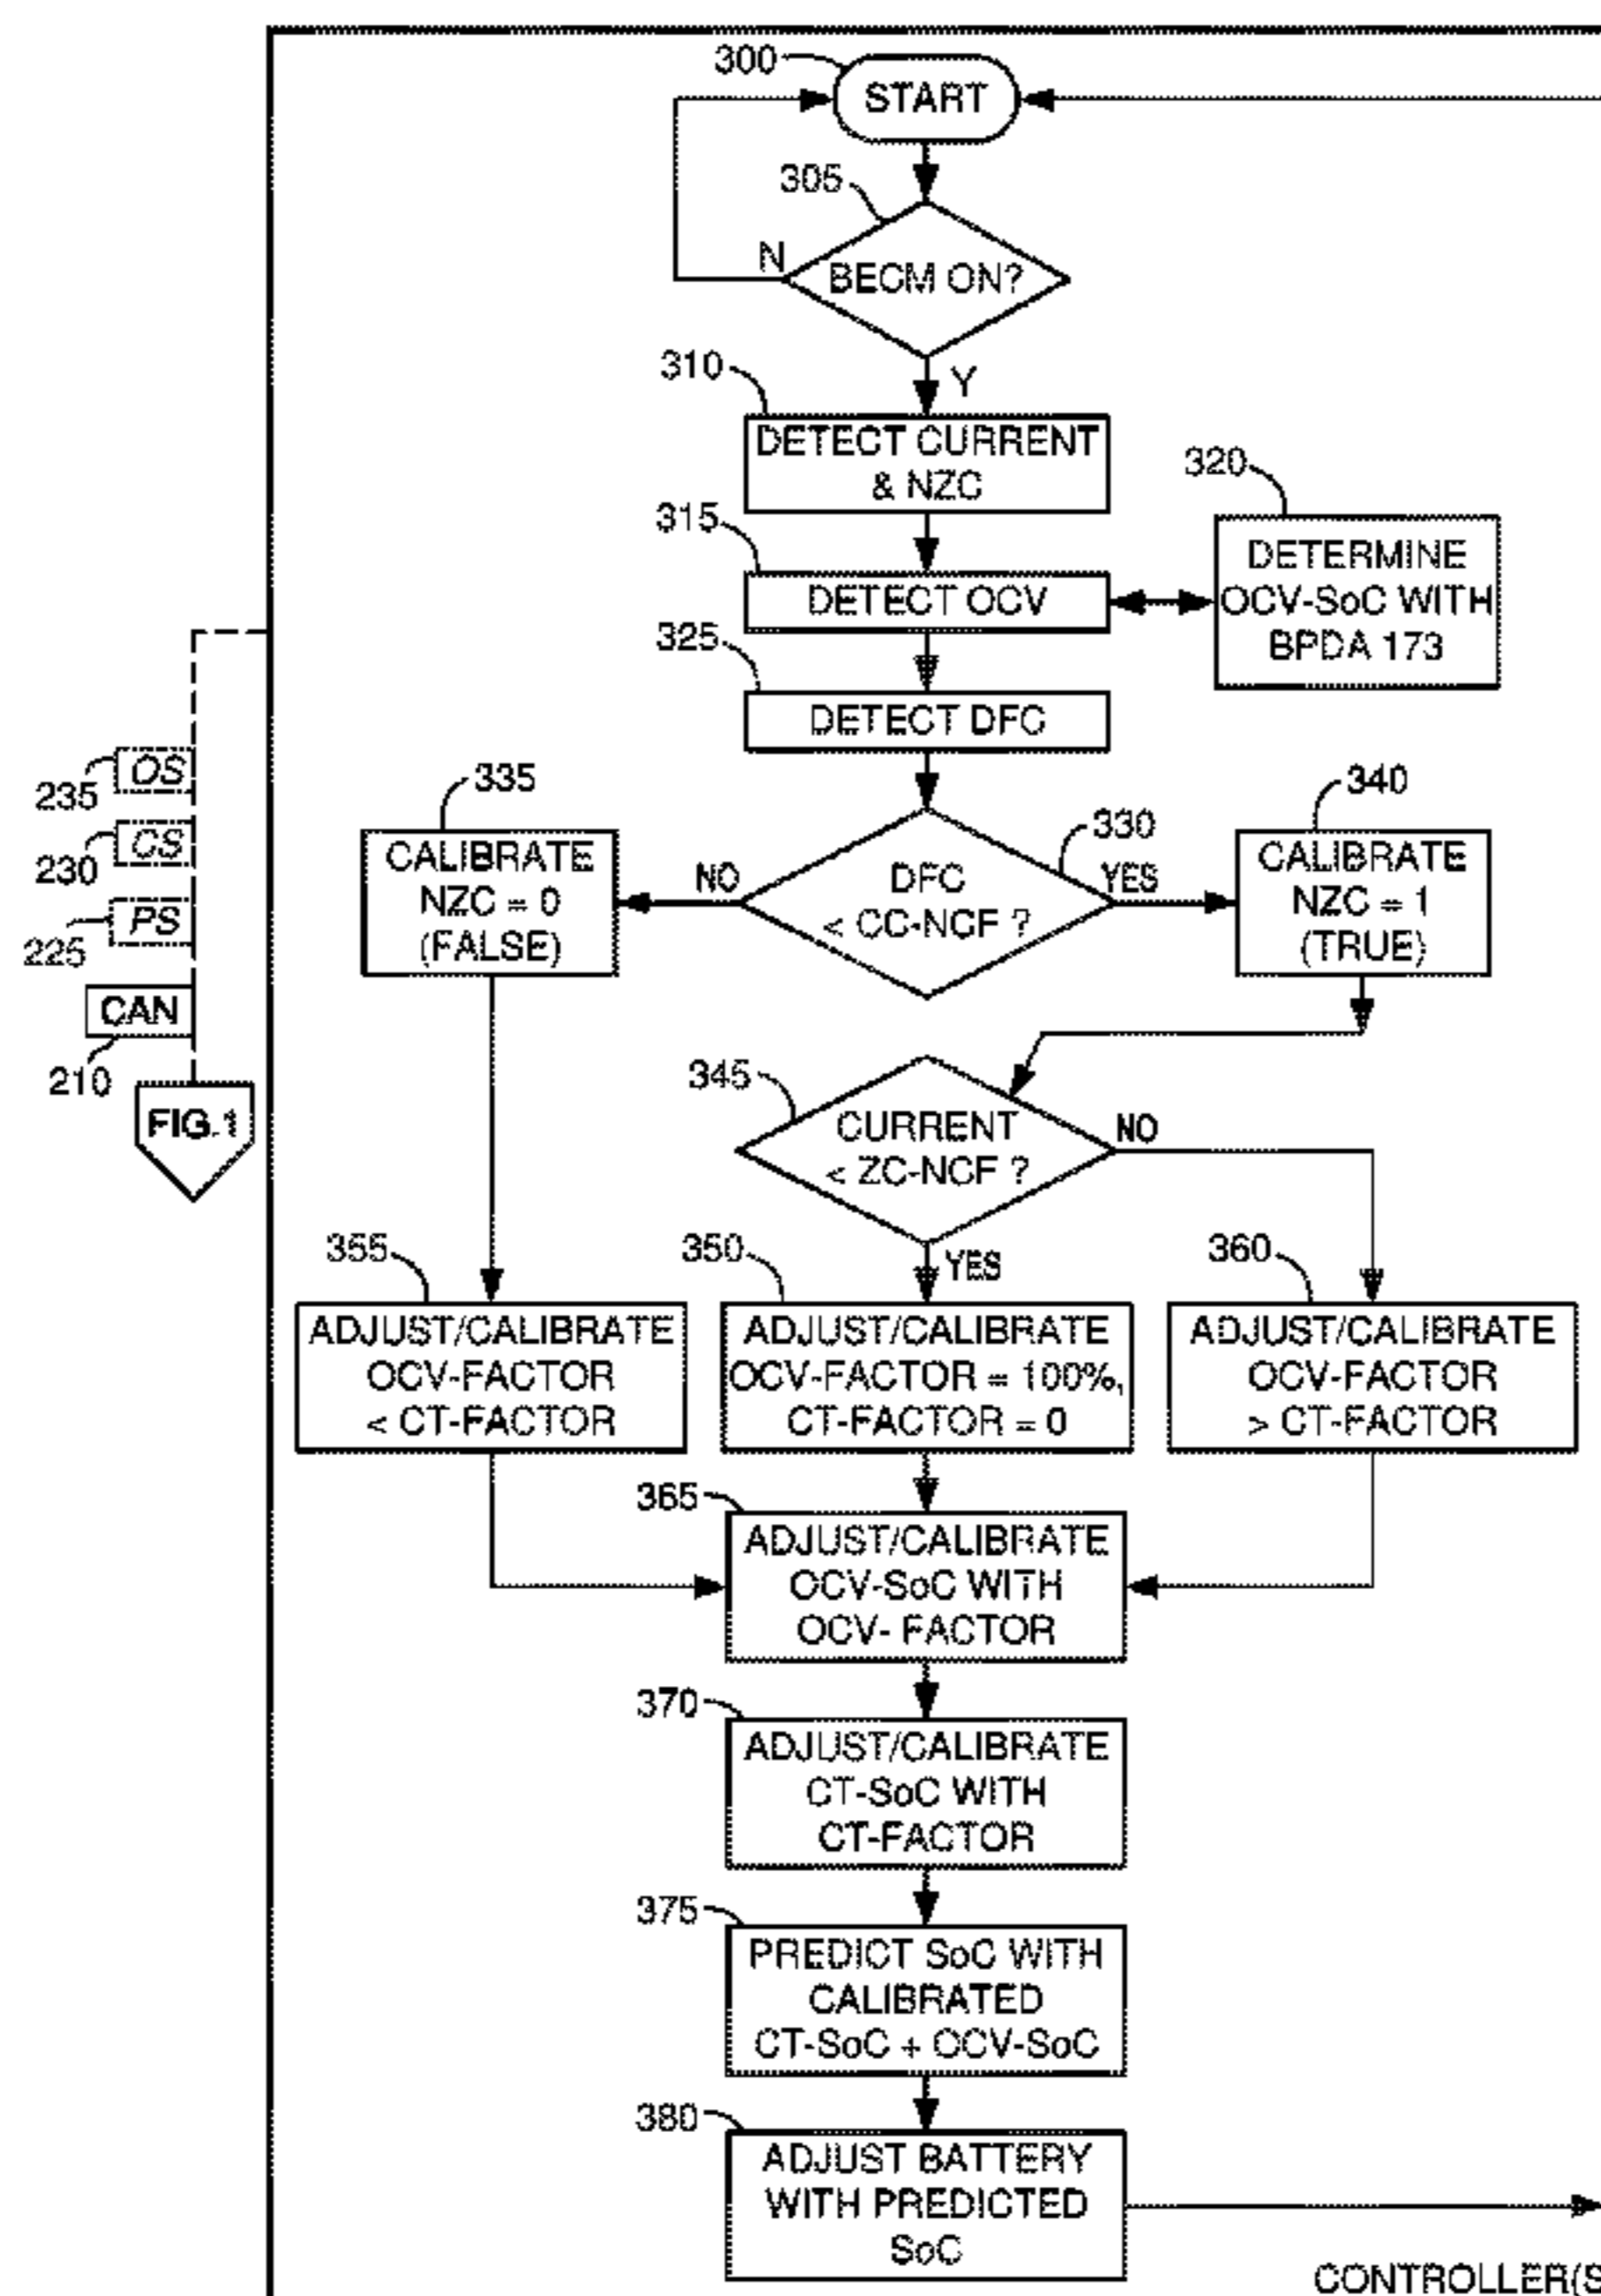 300
START
305
N
BECM ON?
310
Y
DETECT CURRENT
& NZC
315
320
DETERMINE
OCV-SoC WITH
BPDA 173
DETECT OCV
325
DETECT DFC
235
OS
230
CS
225
PS
CAN
210
FIG.1
335
CALIBRATE
NZC = 0
(FALSE)
NO
330
DFC
< CC-NCF ?
YES
340
CALIBRATE
NZC = 1
(TRUE)
345
CURRENT
< ZC-NCF ?
NO
YES
355
ADJUST/CALIBRATE
OCV-FACTOR
< CT-FACTOR
350
ADJUST/CALIBRATE
OCV-FACTOR = 100%,
CT-FACTOR = 0
360
ADJUST/CALIBRATE
OCV-FACTOR
> CT-FACTOR
365
ADJUST/CALIBRATE
OCV-SoC WITH
OCV- FACTOR
370
ADJUST/CALIBRATE
CT-SoC WITH
CT-FACTOR
375
PREDICT SoC WITH
CALIBRATED
CT-SoC + OCV-SoC
380
ADJUST BATTERY
WITH PREDICTED
SoC
CONTROLLER(S